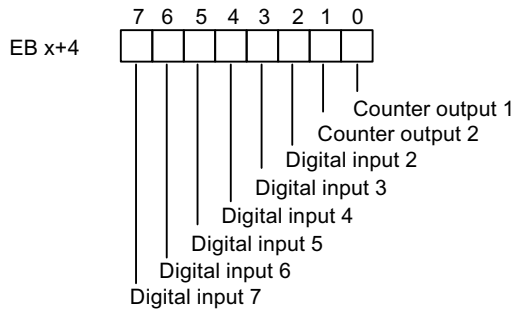 7 6 5 4 3 2 1 0
EB x+4
Counter output 1
Counter output 2
Digital input 2
Digital input 3
Digital input 4
Digital input 5
Digital input 6
Digital input 7